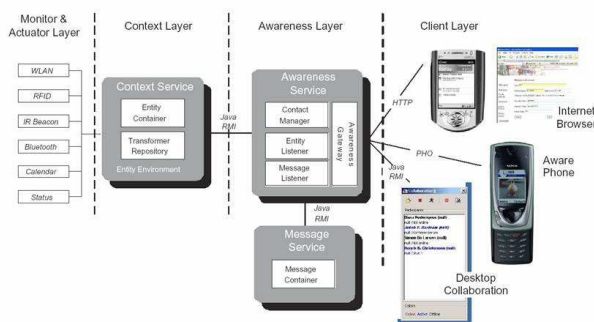 Monitor &
Actuator Layer
Context Layer
Awareness Layer
Client Layer
WLAN
RFID
IR Beacon
Bluetooth
Calendar
Status
Context Service
Entity
Container
Transformer
Repository
Entity Environment
Java
RMI
Awareness
Service
Contact
Manager
Entity
Listener
Message
Listener
Awareness
Gateway
Java
RMI
Message
Service
Message
Container
HTTP
PHO
Java
RMI
Internet
Browser
Aware
Phone
Desktop
Collaboration